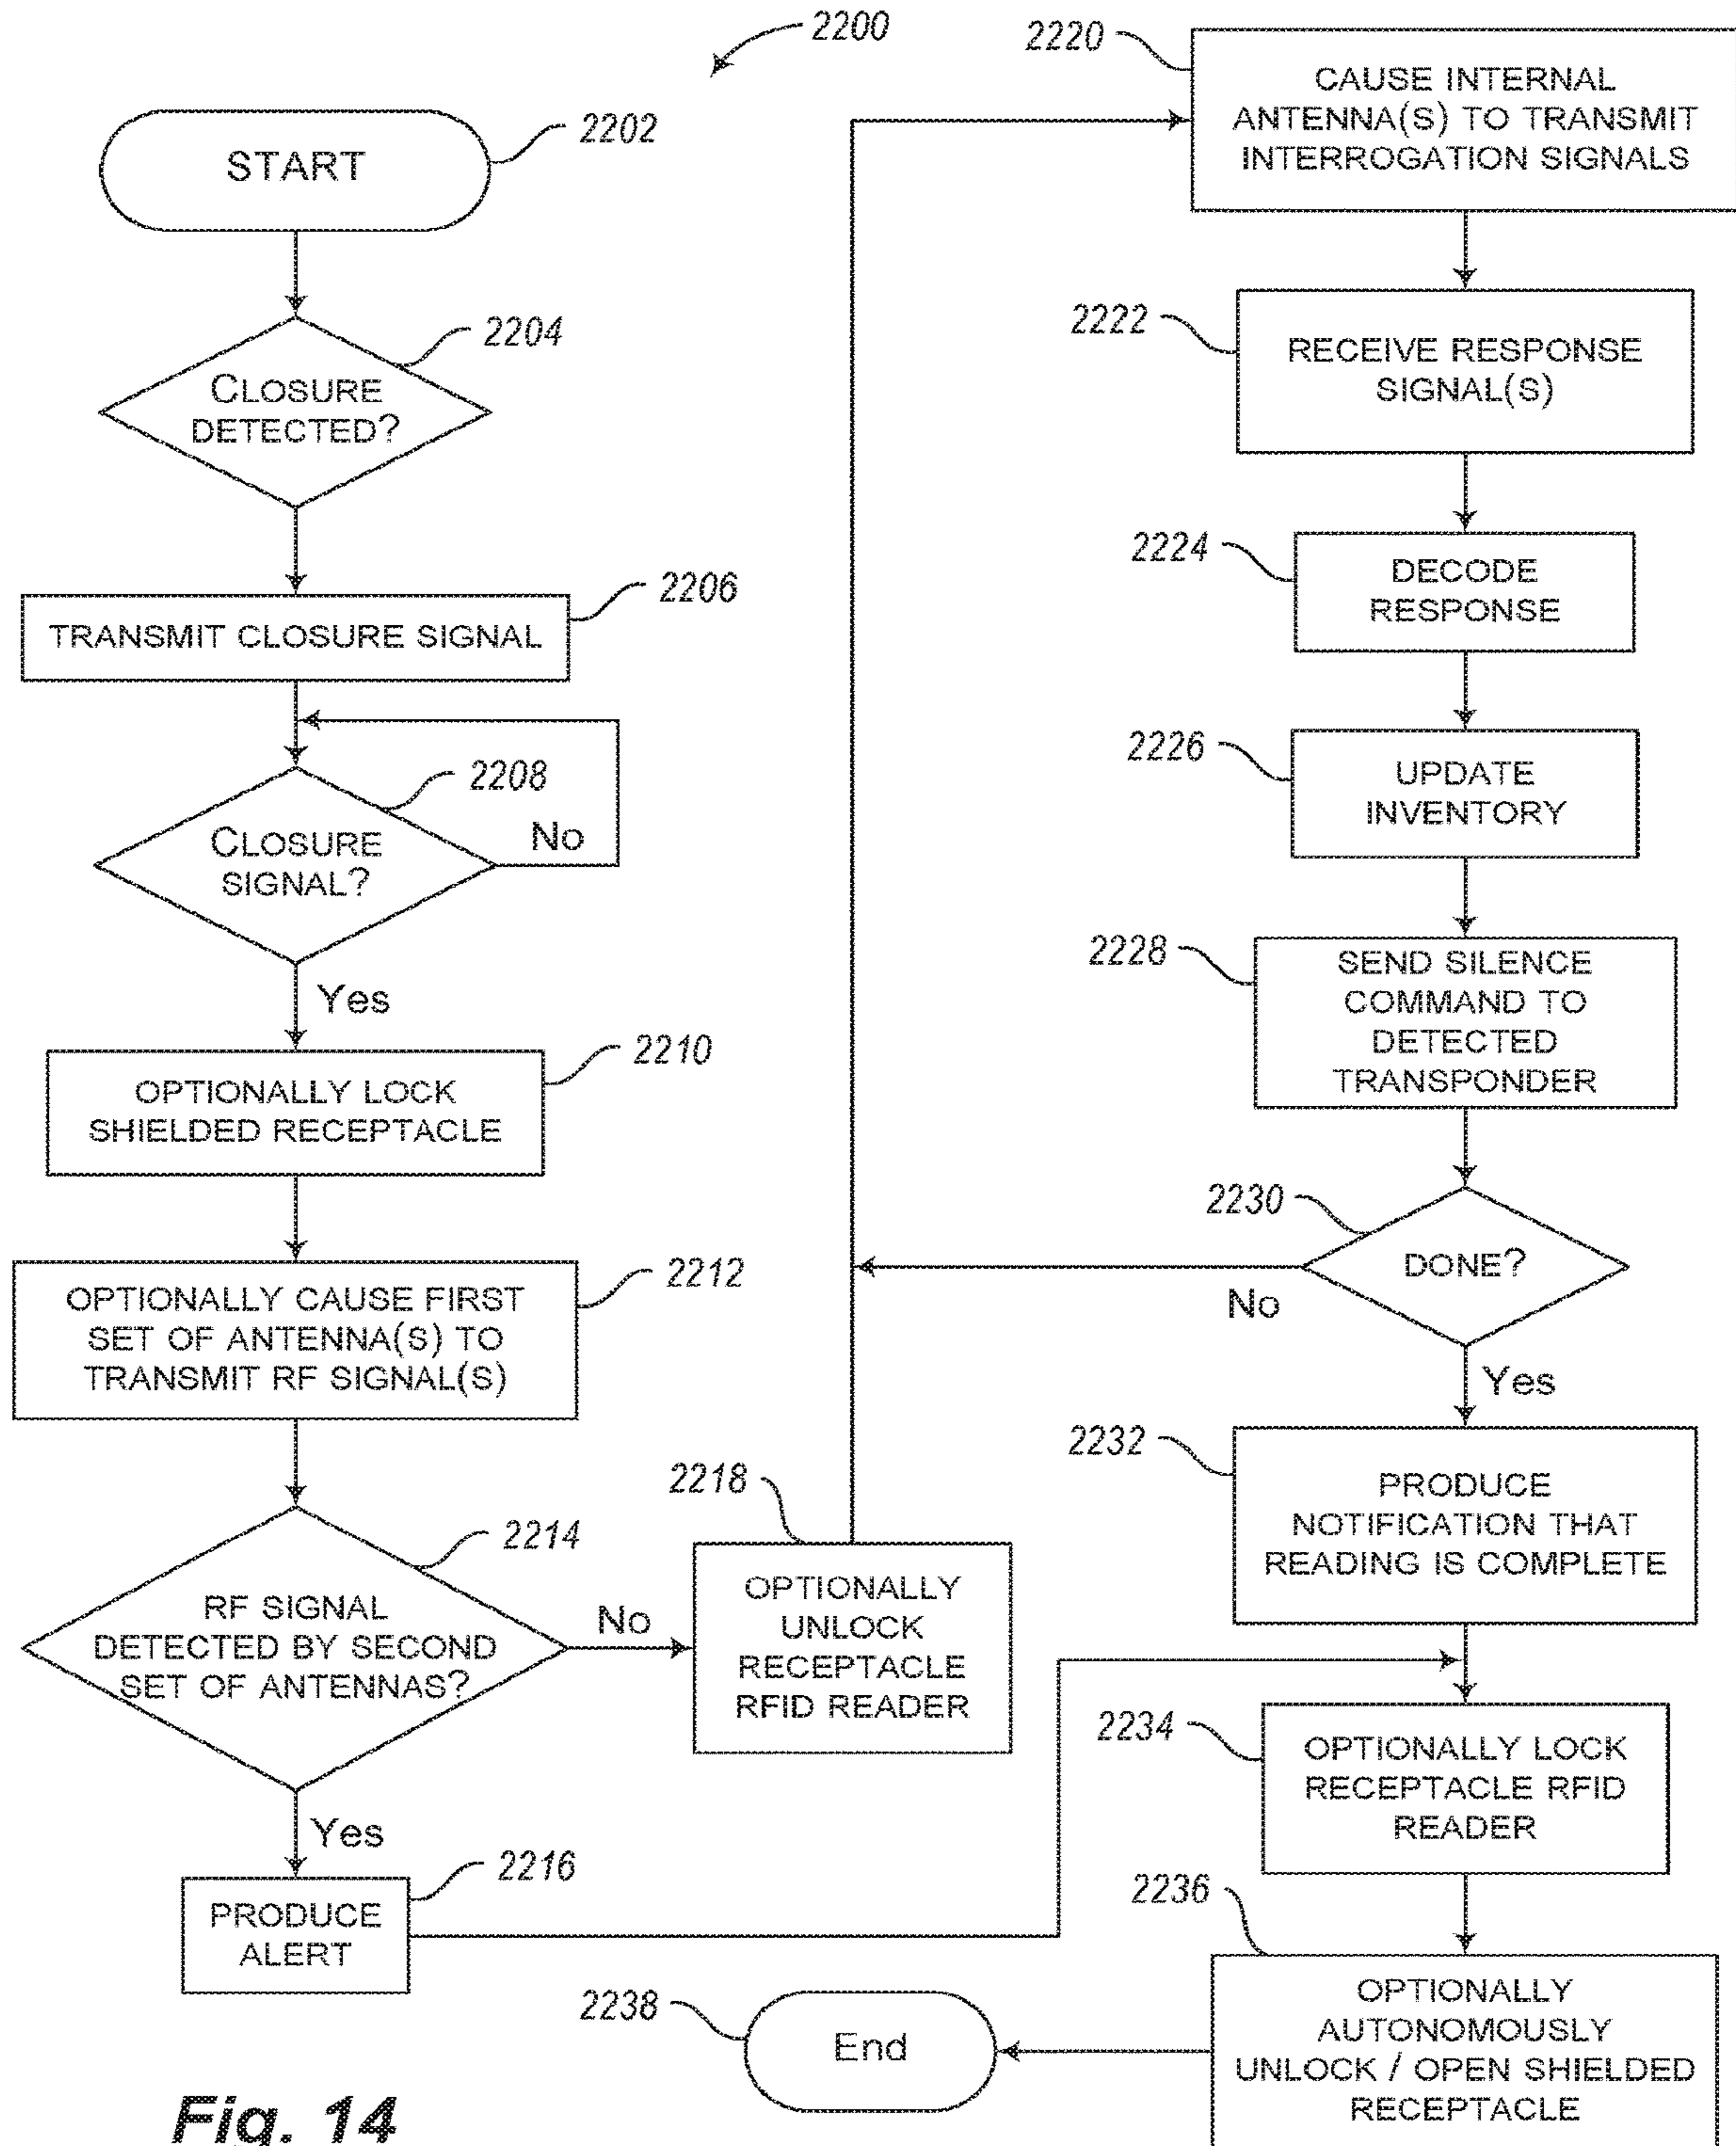 2200
START
2202
CLOSURE
DETECTED?
2204
TRANSMIT CLOSURE SIGNAL
2206
CLOSURE
SIGNAL?
2208
No
Yes
OPTIONALLY LOCK
SHIELDED RECEPTACLE
2210
OPTIONALLY CAUSE FIRST
SET OF ANTENNA(S) TO
TRANSMIT RF SIGNAL(S)
2212
RF SIGNAL
DETECTED BY SECOND
SET OF ANTENNAS?
2214
No
Yes
PRODUCE
ALERT
2216
2218
OPTIONALLY
UNLOCK
RECEPTACLE
RFID READER
2220
CAUSE INTERNAL
ANTENNA(S) TO TRANSMIT
INTERROGATION SIGNALS
2222
RECEIVE RESPONSE
SIGNAL(S)
2224
DECODE
RESPONSE
2226
UPDATE
INVENTORY
2228
SEND SILENCE
COMMAND TO
DETECTED
TRANSPONDER
2230
DONE?
No
Yes
2232
PRODUCE
NOTIFICATION THAT
READING IS COMPLETE
2234
OPTIONALLY LOCK
RECEPTACLE RFID
READER
2236
OPTIONALLY
AUTONOMOUSLY
UNLOCK / OPEN SHIELDED
RECEPTACLE
2238
End
Fig. 14